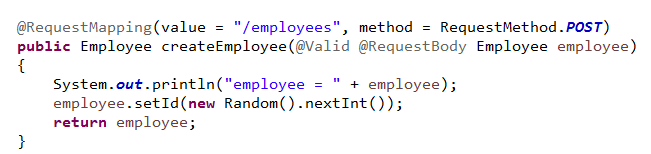 @RequestMapping(value = "/employees", method = RequestMethod.POST)
public Employee createEmployee(@Valid @RequestBody Employee employee)
{
    System.out.println("employee = " + employee);
    employee.setId(new Random().nextInt());
    return employee;
}